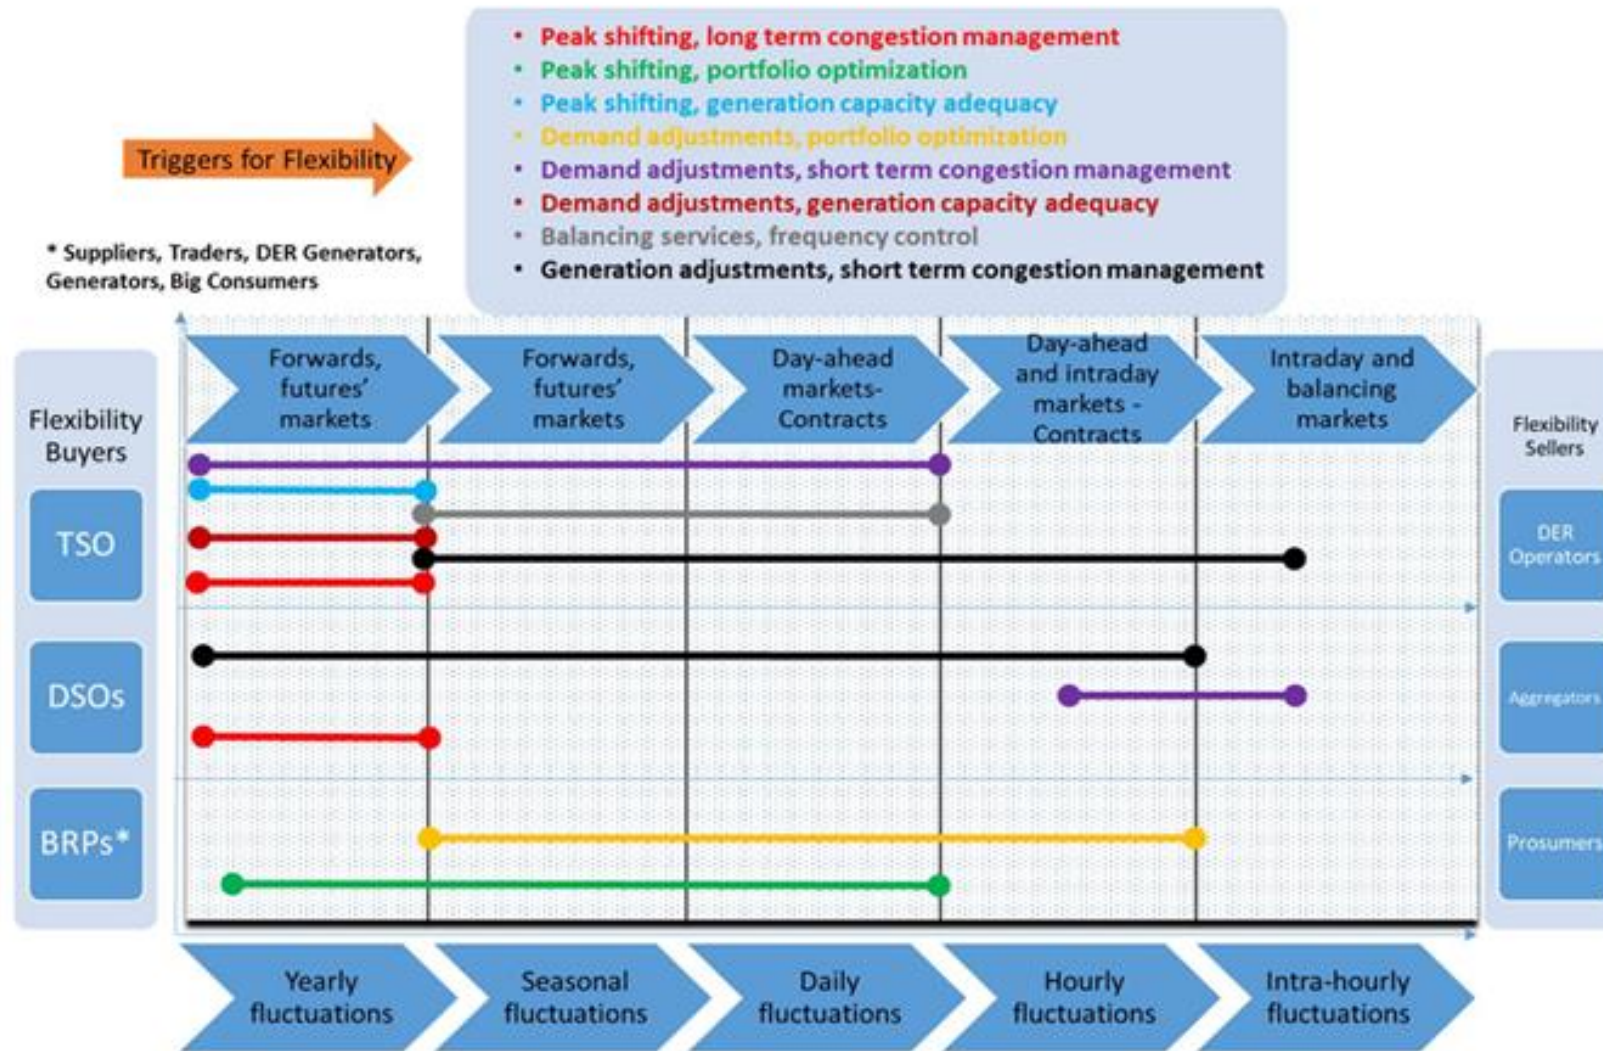 • Peak shifting, long term congestion management
• Peak shifting, portfolio optimization
• Peak shifting, generation capacity adequacy
• Demand adjustments, portfolio optimization
• Demand adjustments, short term congestion management
• Demand adjustments, generation capacity adequacy
• Balancing services, frequency control
• Generation adjustments, short term congestion management
Triggers for Flexibility
* Suppliers, Traders, DER Generators,
Generators, Big Consumers
Forwards,
futures’
markets
Forwards,
futures’
markets
Day-ahead
markets-
Contracts
Day-ahead
and intraday
markets -
Contracts
Intraday and
balancing
markets
Flexibility
Buyers
TSO
DSOs
BRPs*
Flexibility
Sellers
DER
Operators
Aggregators
Prosumers
Yearly
fluctuations
Seasonal
fluctuations
Daily
fluctuations
Hourly
fluctuations
Intra-hourly
fluctuations